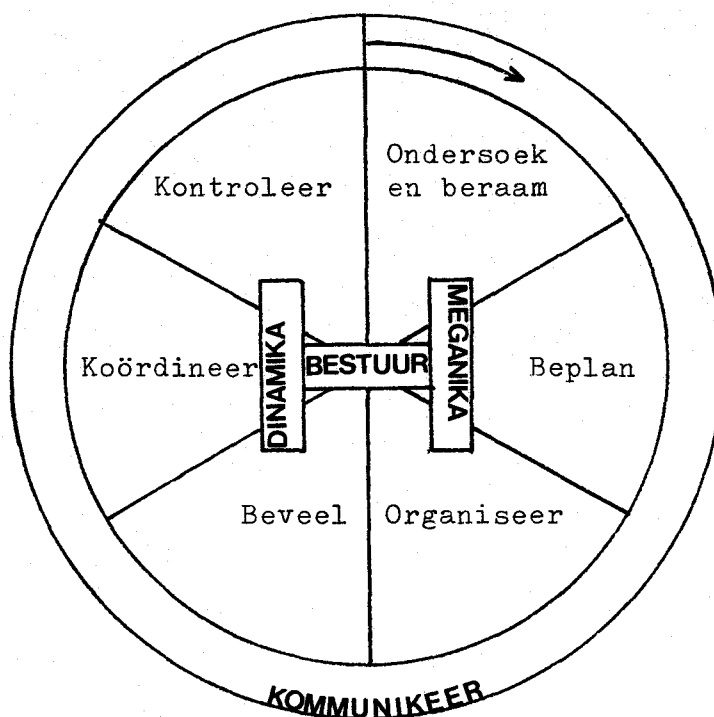 Ondersoek
en beraam
Kontroleer
MEGANIKA
DINAMIKA
BESTUUR
Koördineer
Beplan
Beveel
Organiseer
KOMMUNIKEER